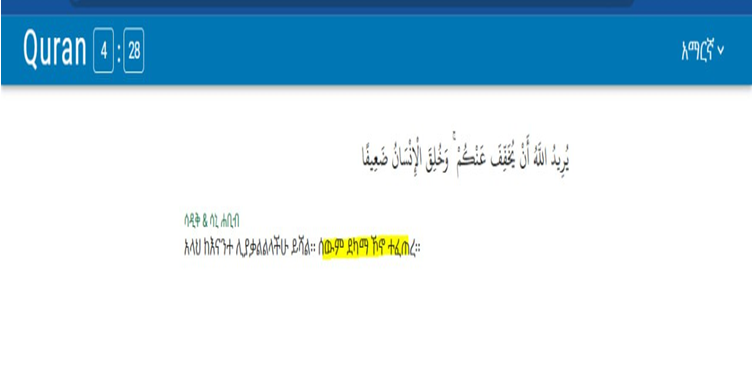 Quran 4 : 28
አማርኛ
يُرِيدُ اللَّهُ أَنْ يُخَفِّفَ عَنْكُمْ ۚ وَخُلِقَ الْإِنْسَانُ ضَعِيفًا
ሳዲቅ & ሳኒ ሐቢብ
አላህ ከእናንተ ሊያቃልልላችሁ ይሻል፡፡ ሰውም ደካማ ኾኖ ተፈጠረ፡፡